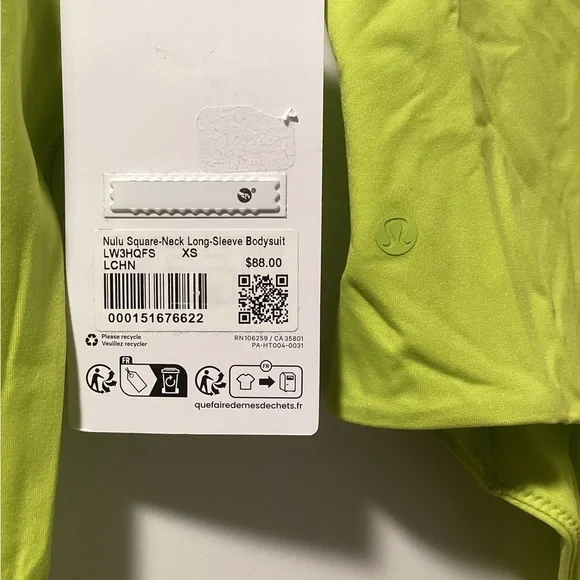 Nulu Square-Neck Long-Sleeve Bodysuit
LW3HQFS XS
LCHN $88.00
000151676622
Please recycle
Veuillez recycler
RN106259 / CA35801
PA-HT004-0031
FR
FR
quefairedemesdechets.fr